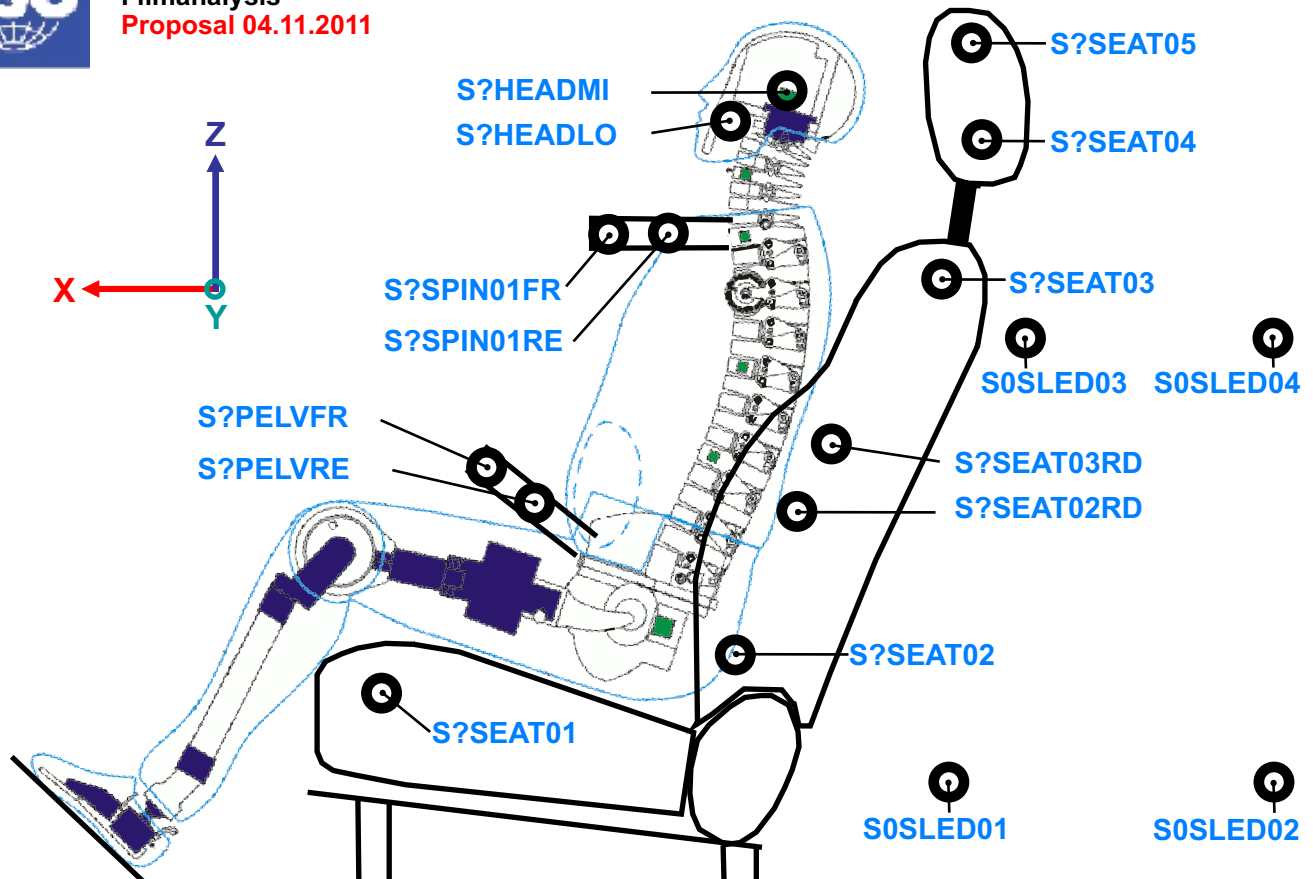 Filmanalysis
Proposal 04.11.2011
S?SEAT05
S?HEADMI
S?HEADLO
S?SEAT04
Z
X
Y
S?SPIN01FR
S?SEAT03
S?SPIN01RE
S0SLED03
S0SLED04
S?PELVFR
S?PELVRE
S?SEAT03RD
S?SEAT02RD
S?SEAT02
S?SEAT01
S0SLED01
S0SLED02